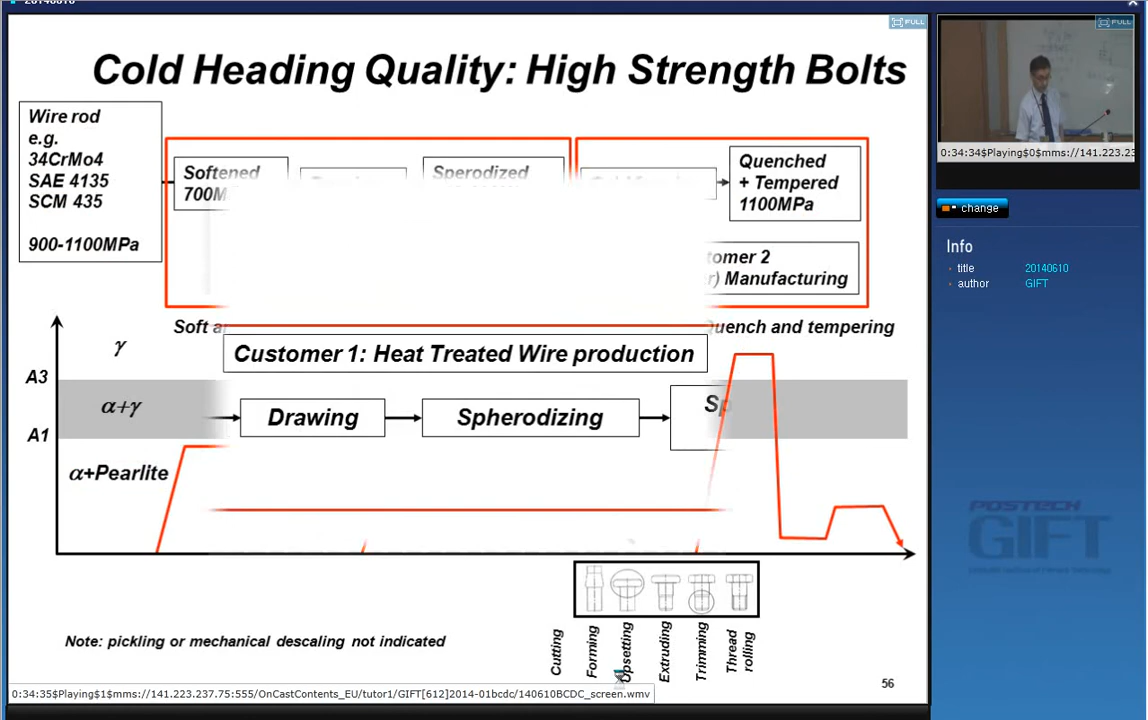 20140610
FULL
Cold Heading Quality: High Strength Bolts
Wire rod
e.g.
34CrMo4
SAE 4135
SCM 435
900-1100MPa
Softened
700M
Sperodized
Quenched
+ Tempered
1100MPa
tomer 2
r) Manufacturing
Soft a
uench and tempering
γ
A3
α+γ
A1
α+Pearlite
Customer 1: Heat Treated Wire production
Drawing
Spherodizing
Sp
Cutting
Forming
Upsetting
Extruding
Trimming
Thread
rolling
Note: pickling or mechanical descaling not indicated
56
0:34:35$Playing$1$mms://141.223.237.75:555/OnCastContents_EU/tutor1/GIFT[612]2014-01bcdc/140610BCDC_screen.wmv
FULL
0:34:34$Playing$0$mms://141.223.23
change
Info
title 20140610
author GIFT
POSTECH
GIFT